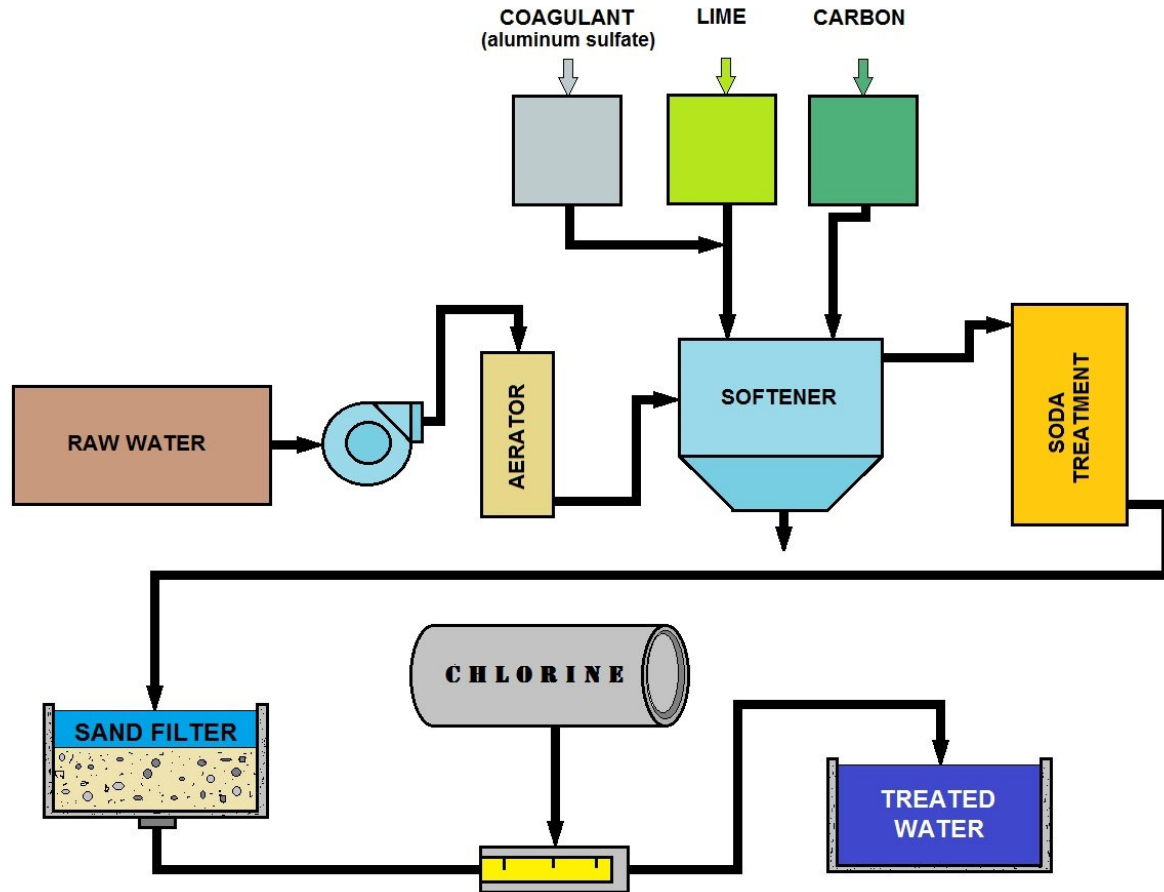 COAGULANT
(aluminum sulfate)
LIME
CARBON
RAW WATER
AERATOR
SOFTENER
SODA
TREATMENT
CHLORINE
SAND FILTER
TREATED
WATER